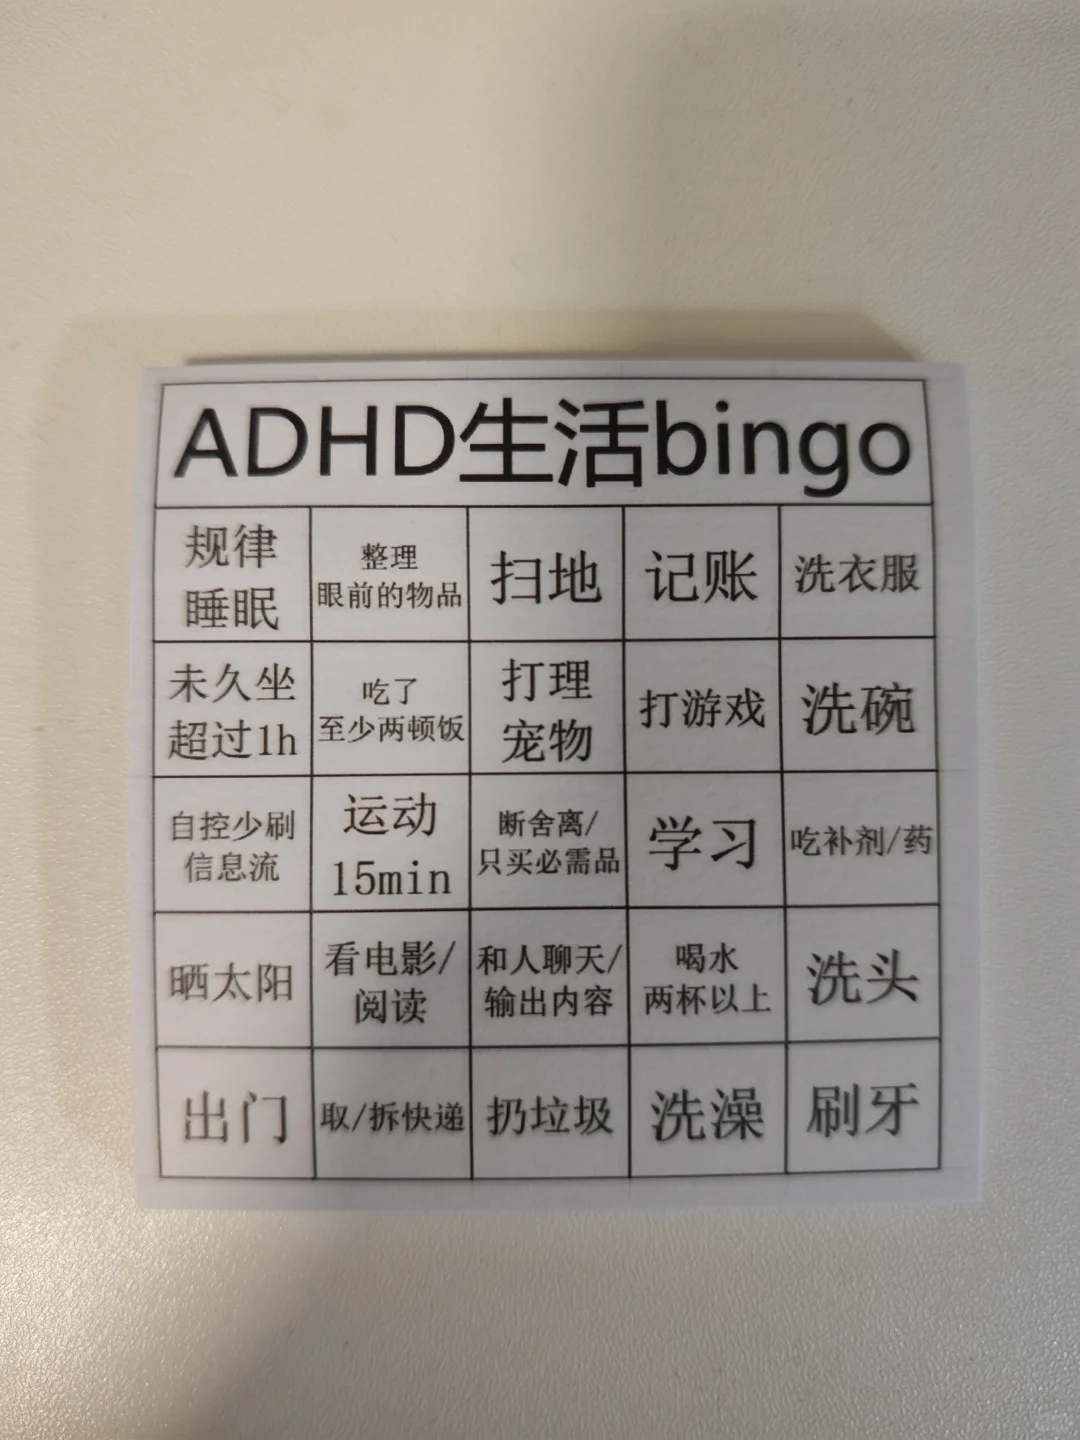 ADHD生活bingo
规律
睡眠
整理
眼前的物品
扫地
记账
洗衣服
未久坐
超过1h
吃了
至少两顿饭
打理
宠物
打游戏
洗碗
自控少刷
信息流
运动
15min
断舍离/
只买必需品
学习
吃补剂/药
晒太阳
看电影/
阅读
和人聊天/
输出内容
喝水
两杯以上
洗头
出门
取/拆快递
扔垃圾
洗澡
刷牙